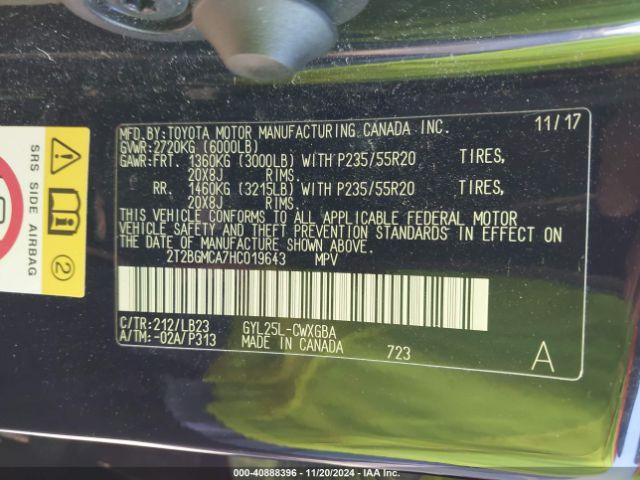 MFD.BY:TOYOTA MOTOR MANUFACTURING CANADA INC. 11/17
GVWR:2720KG (6000LB)
GAWR:FRT. 1360KG (3000LB) WITH P235/55R20 TIRES,
20X8J RIMS.
RR. 1460KG (3215LB) WITH P235/55R20 TIRES,
20X8J RIMS.
THIS VEHICLE CONFORMS TO ALL APPLICABLE FEDERAL MOTOR
VEHICLE SAFETY AND THEFT PREVENTION STANDARDS IN EFFECT ON
THE DATE OF MANUFACTURE SHOWN ABOVE.
2T2BGMCA7HC019643 MPV
C/TR:212/LB23 GYL25L-CWXGBA
A/TM:-02A/P313 MADE IN CANADA 723 A
SRS SIDE AIRBAG
2
000-40888396 - 11/20/2024 - IAA Inc.